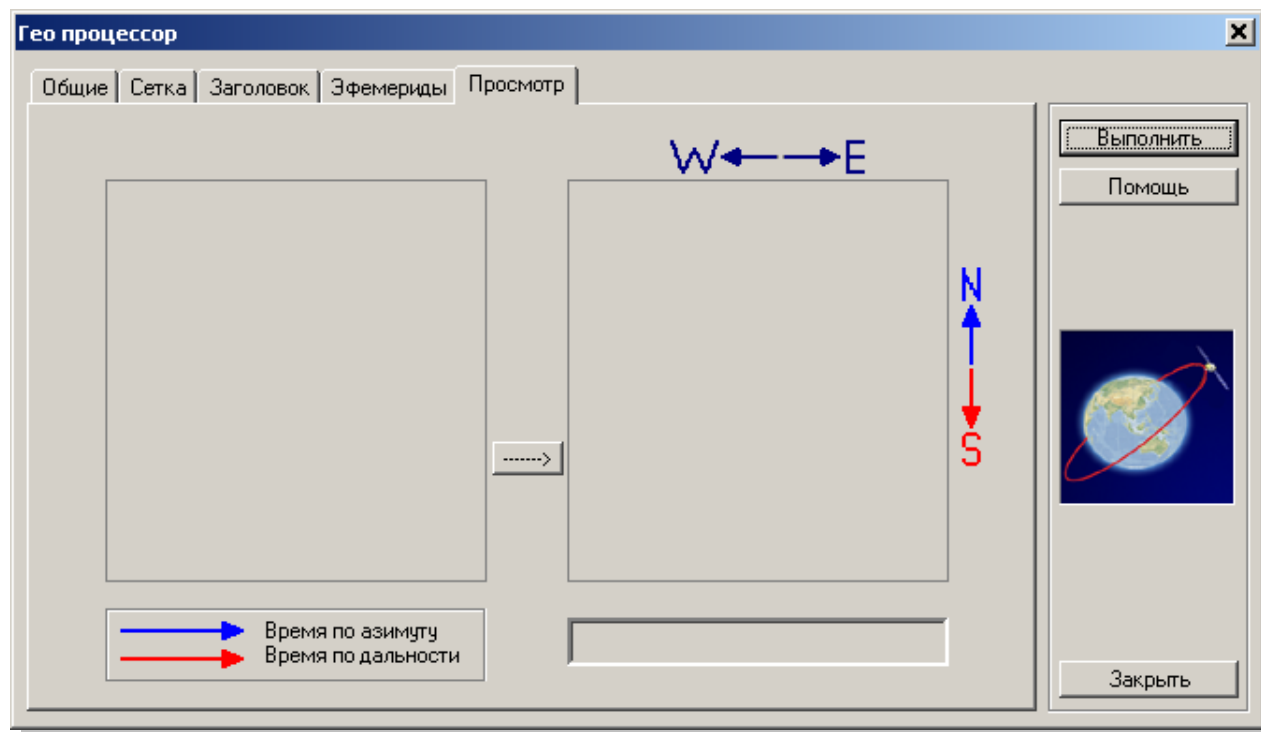 Гео процессор
Общие Сетка Заголовок Эфемериды Просмотр
W E
Выполнить
Помощь
N
S
------->
Время по азимуту
Время по дальности
Закрыть